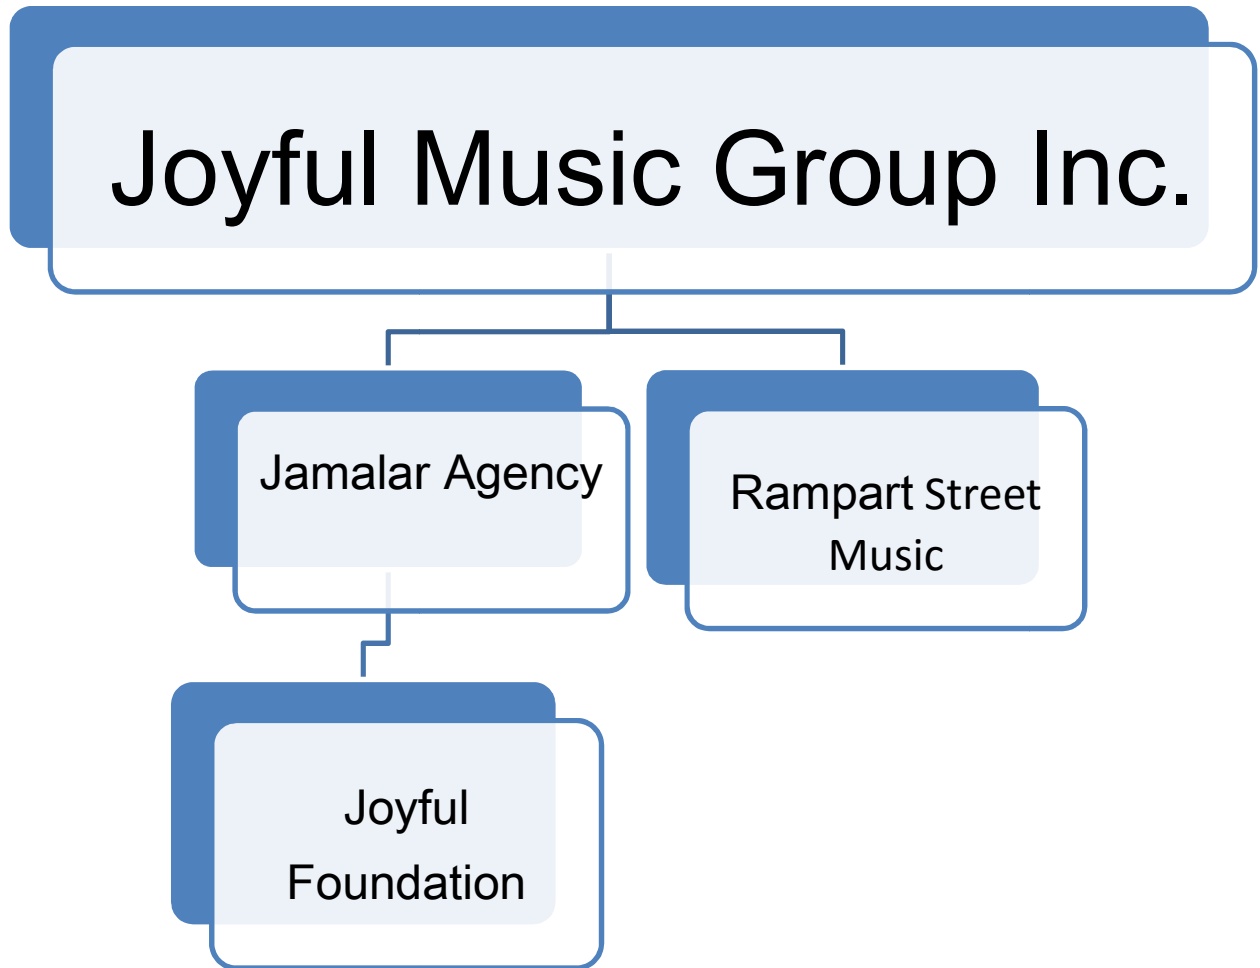 Joyful Music Group Inc.
Jamalar Agency
Rampart Street
Music
Joyful
Foundation